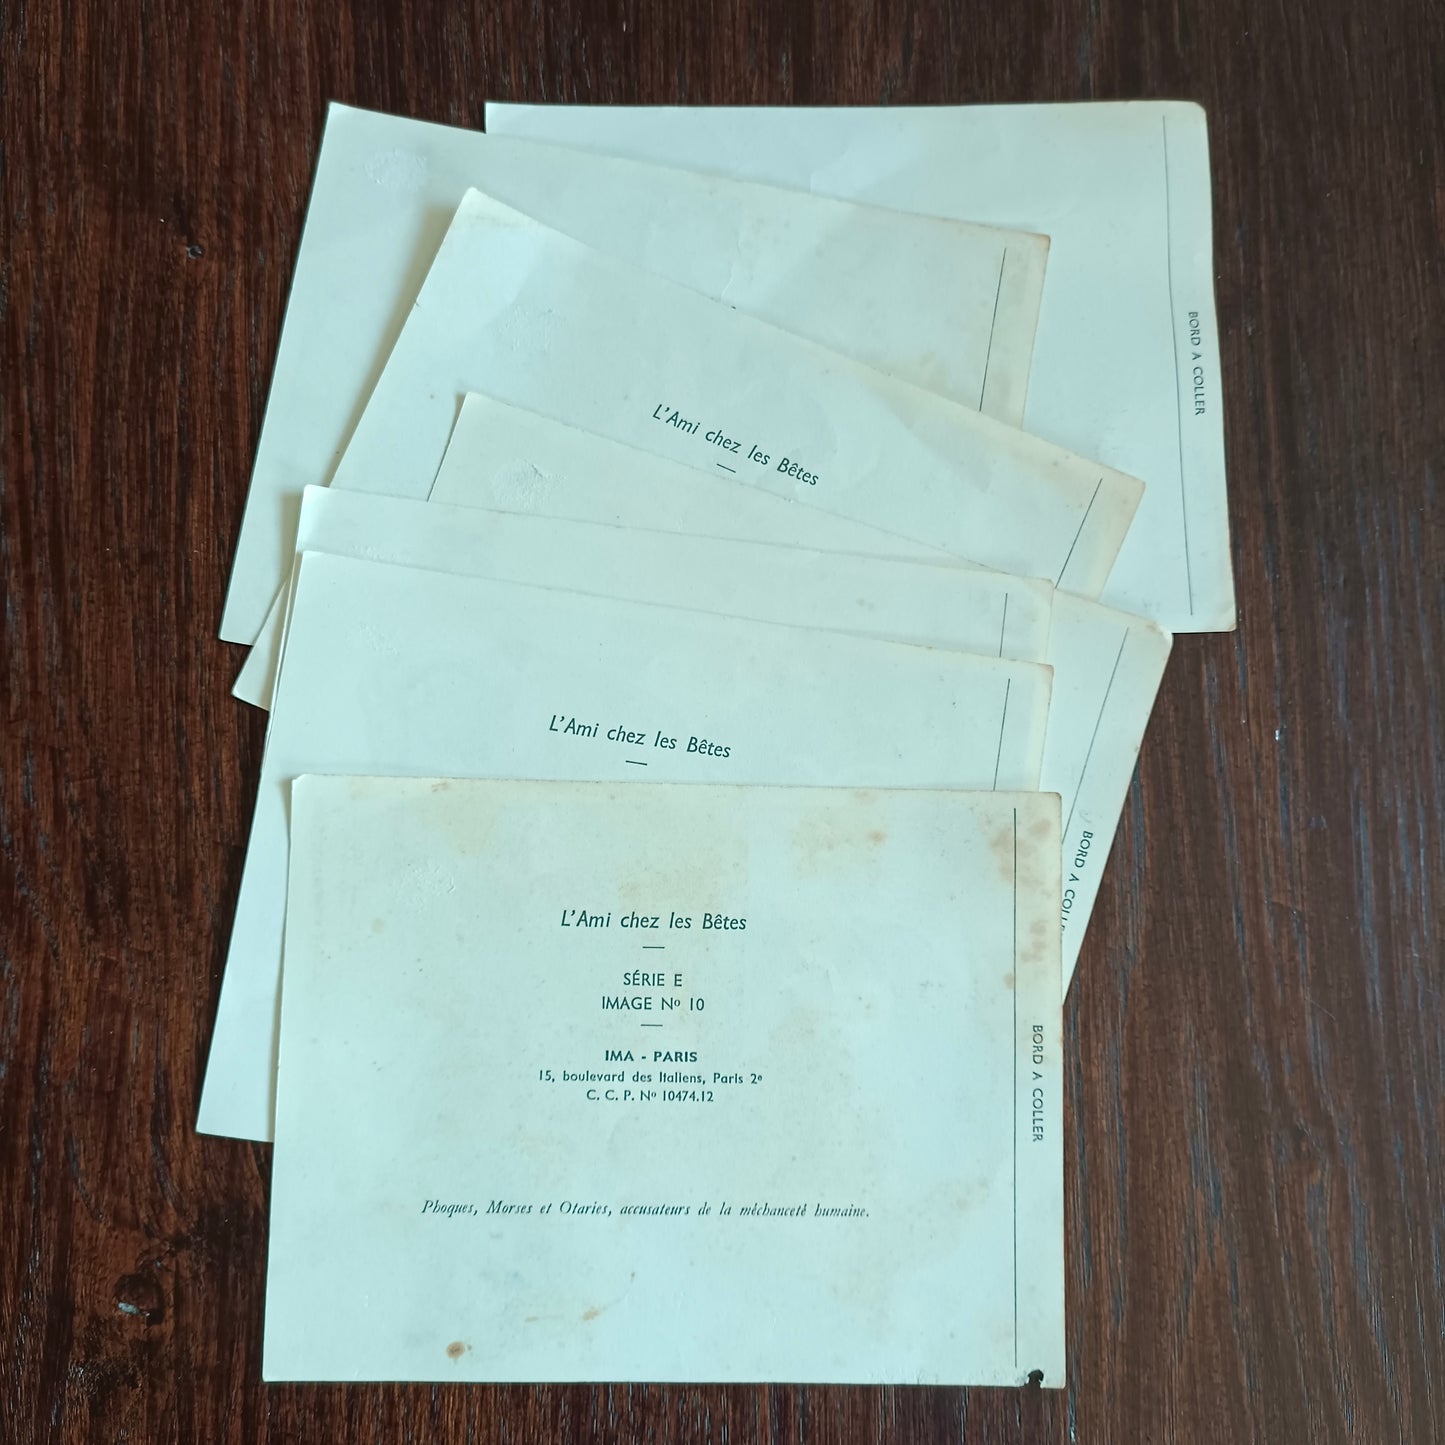 BORD A COLLER
L'Ami chez les Bêtes
L'Ami chez les Bêtes
BORD A
L'Ami chez les Bêtes
SÉRIE E
IMAGE Nº 10
IMA - PARIS
15, boulevard des Italiens, Paris 2ᵉ
C. C. P. Nº 10474.12
BORD A COLLER
Phoques, Morses et Otaries, accusateurs de la méchanceté humaine.